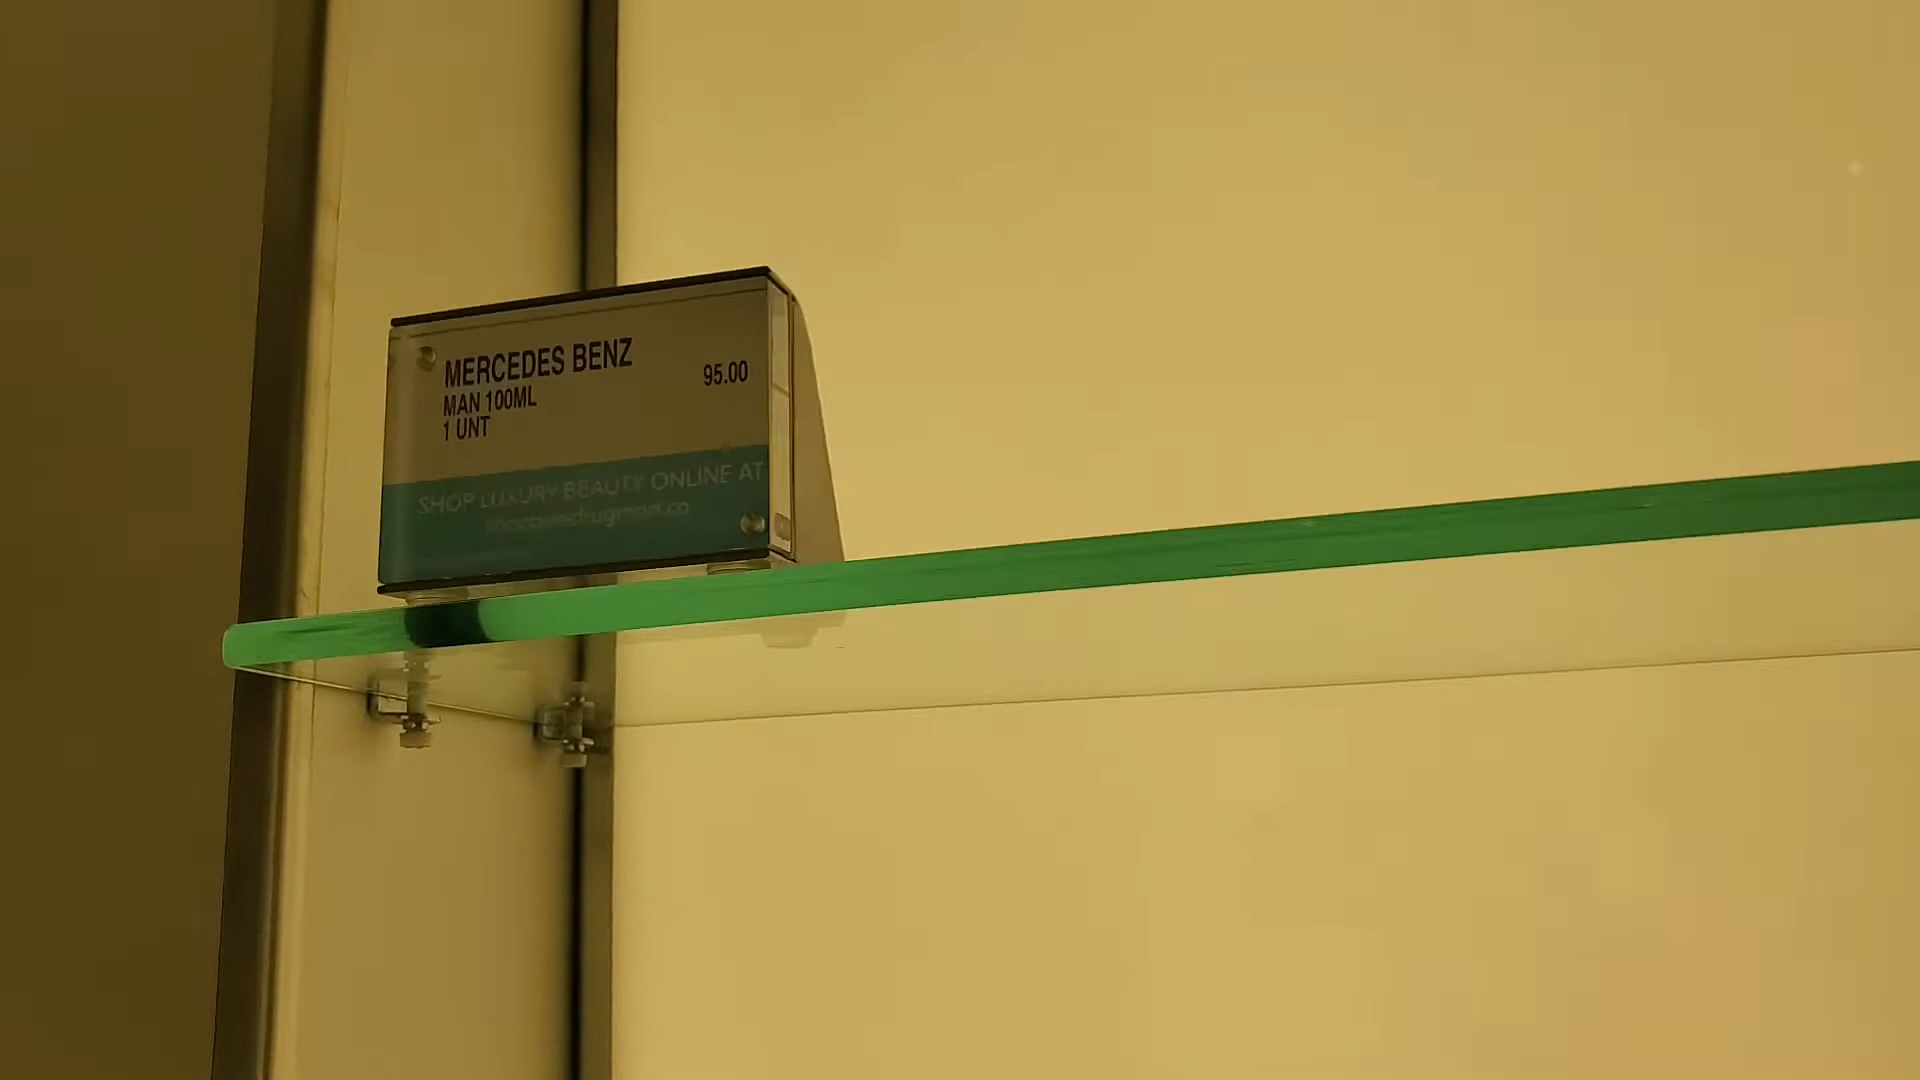 MERCEDES BENZ
95.00
MAN 100ML
1 UNT
SHOP LUXURY BEAUTY ONLINE AT